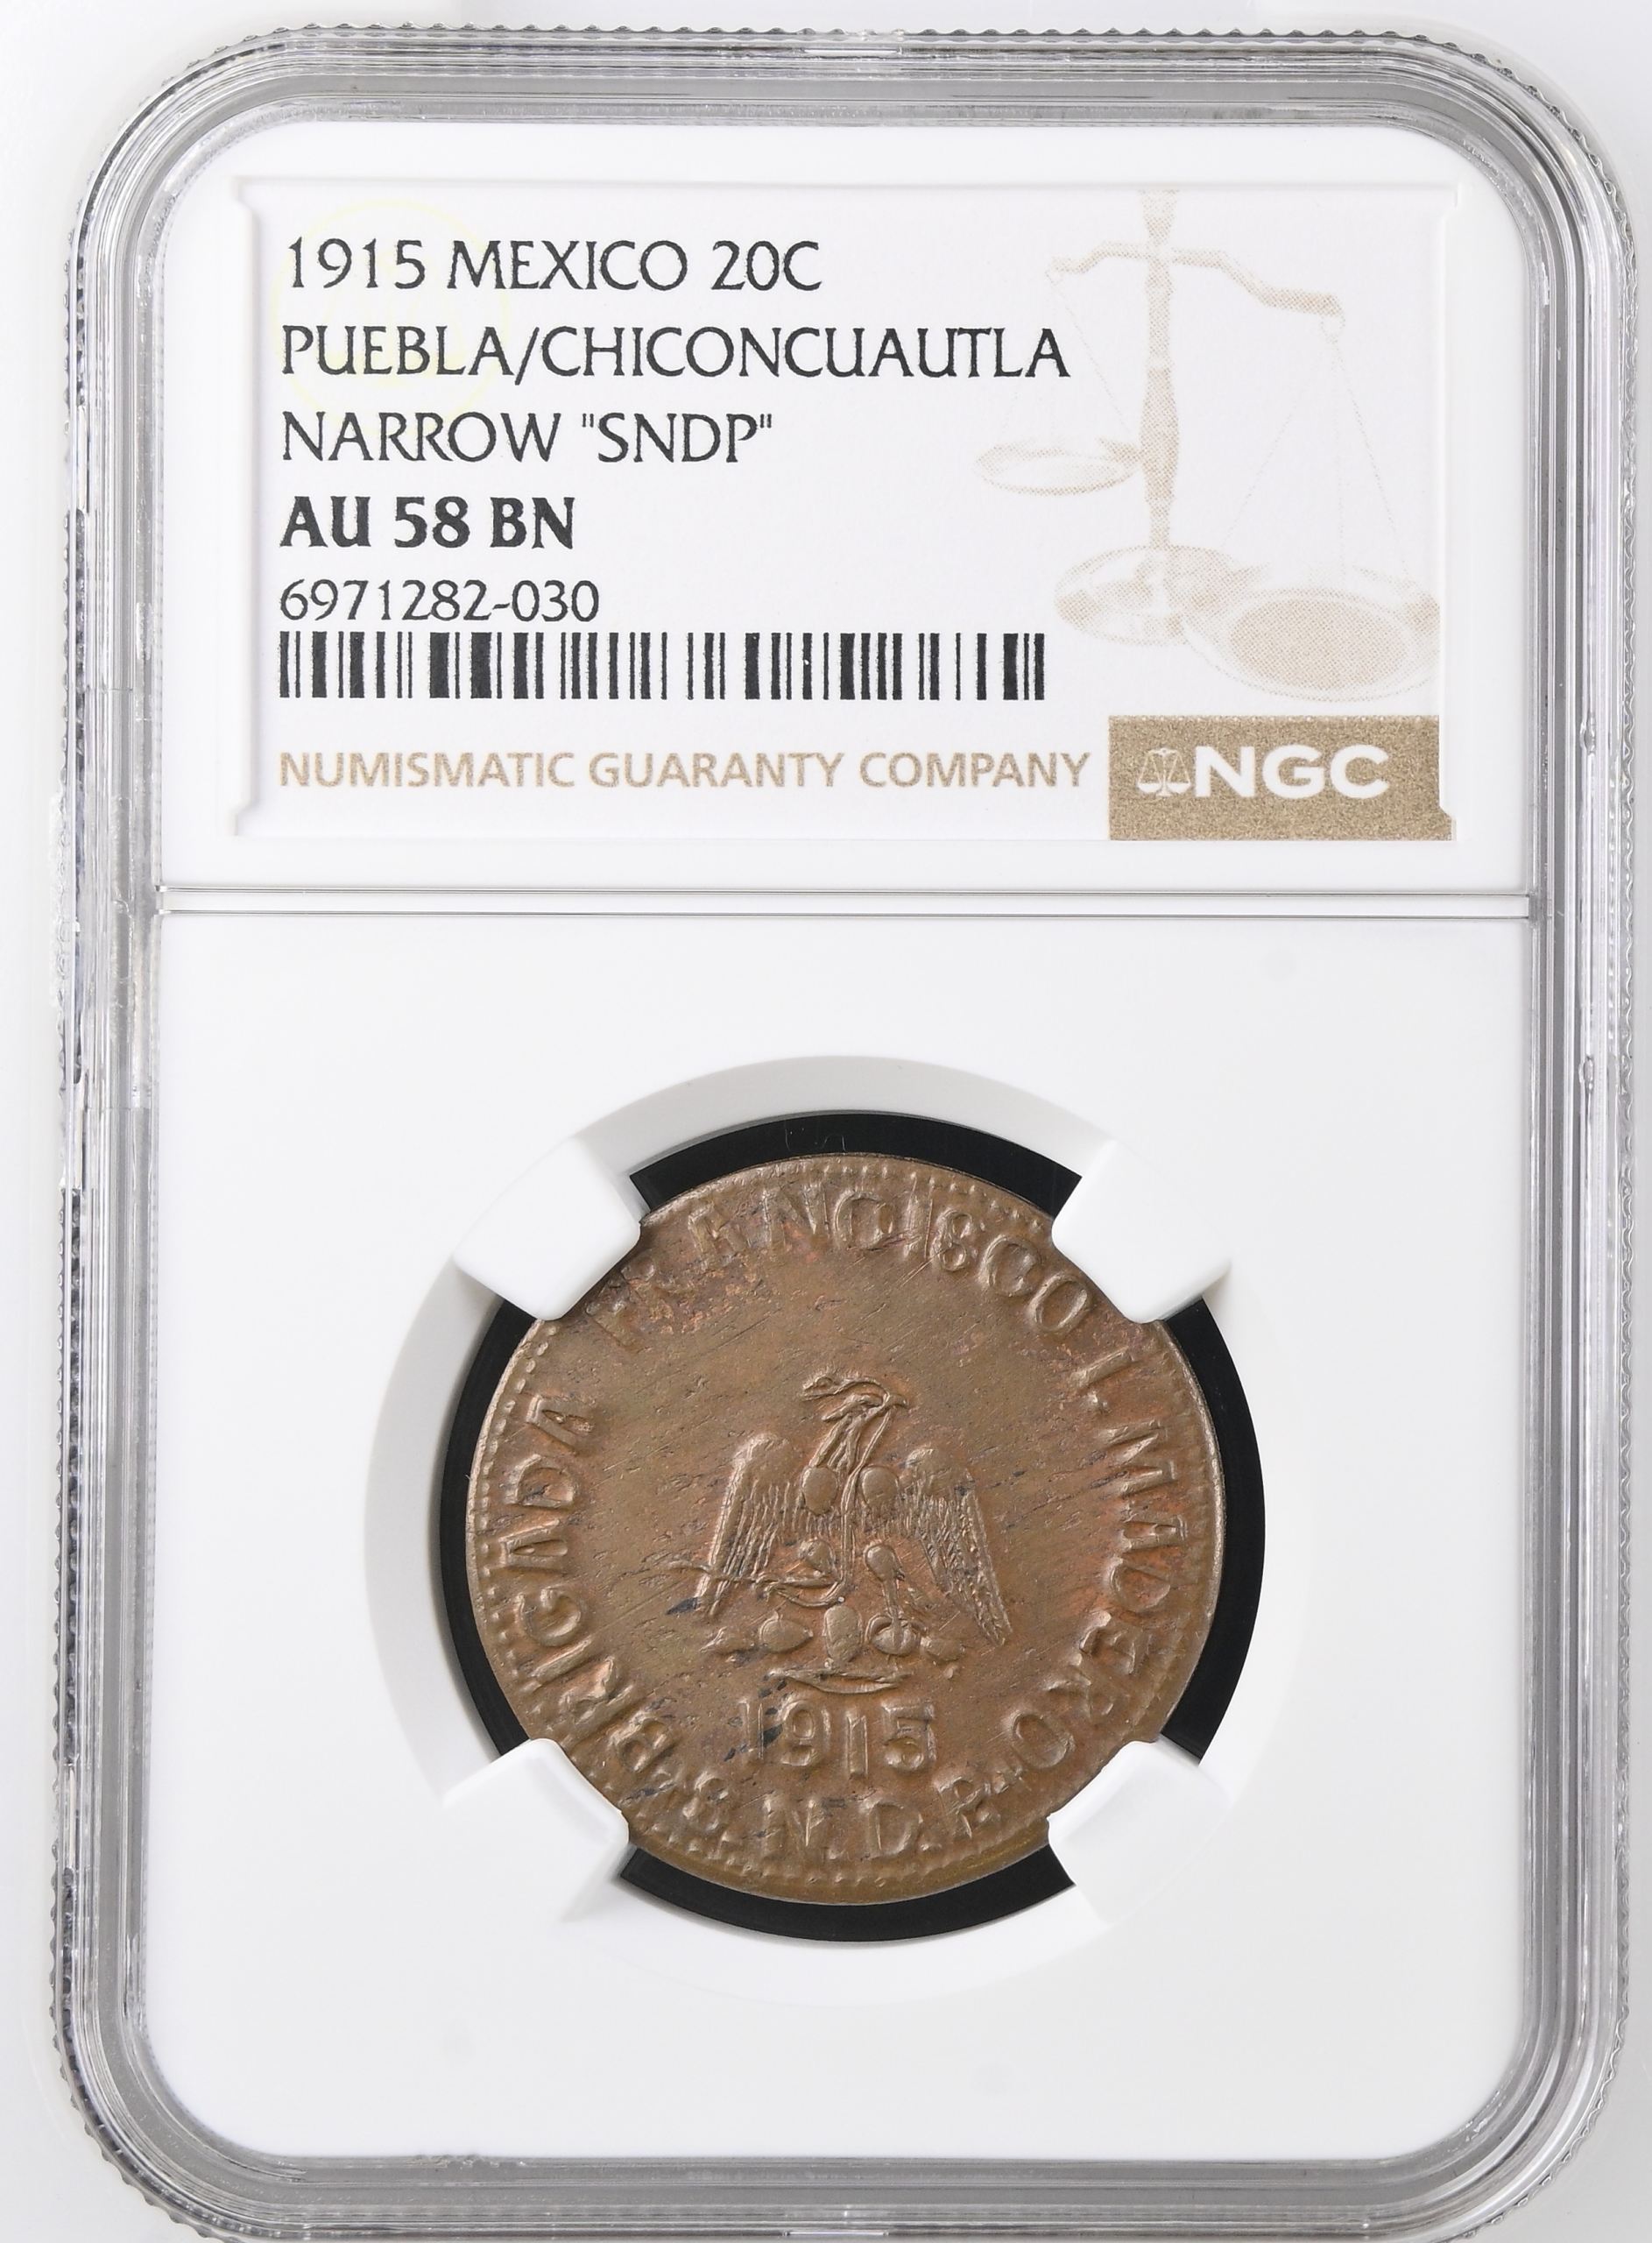 1915 MEXICO 20C
PUEBLA/CHICONCUAUTLA
NARROW "SNDP"
AU 58 BN
6971282-030
NUMISMATIC GUARANTY COMPANY
NGC
BRIGADA FRANCISCO I. MADERO
1915
S.N.D.P.